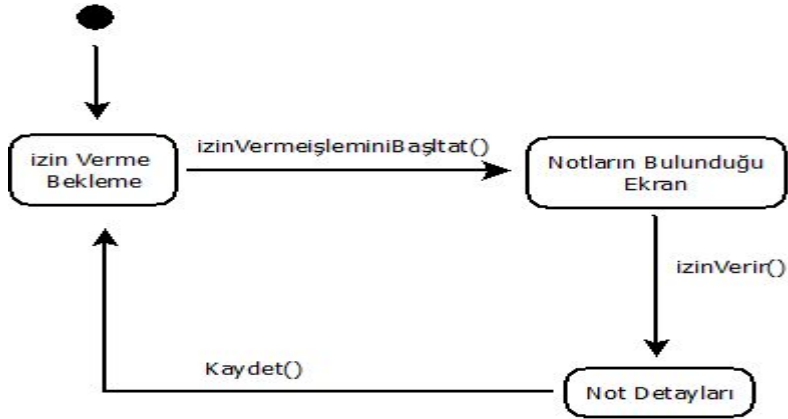 izin Verme
Bekleme
izinVermeişleminiBaşltat()
Notların Bulunduğu
Ekran
izinVerir()
Kaydet()
Not Detayları